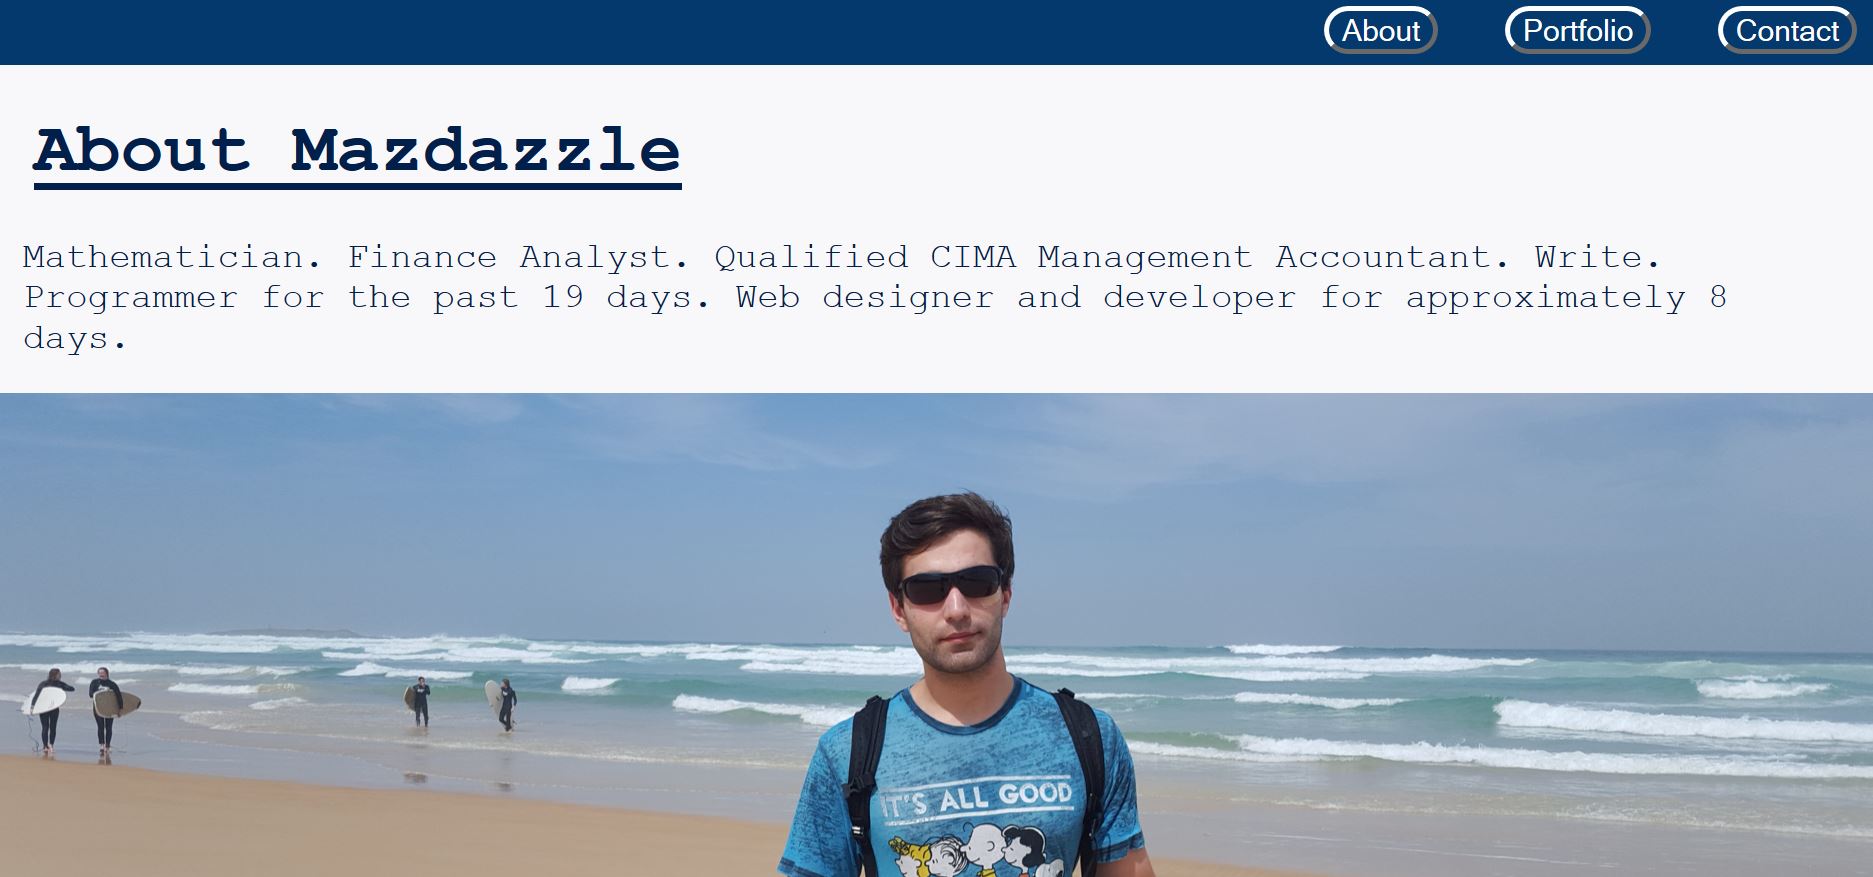 About Portfolio Contact
About Mazdazzle
Mathematician. Finance Analyst. Qualified CIMA Management Accountant. Write.
Programmer for the past 19 days. Web designer and developer for approximately 8
days.
IT'S ALL GOOD